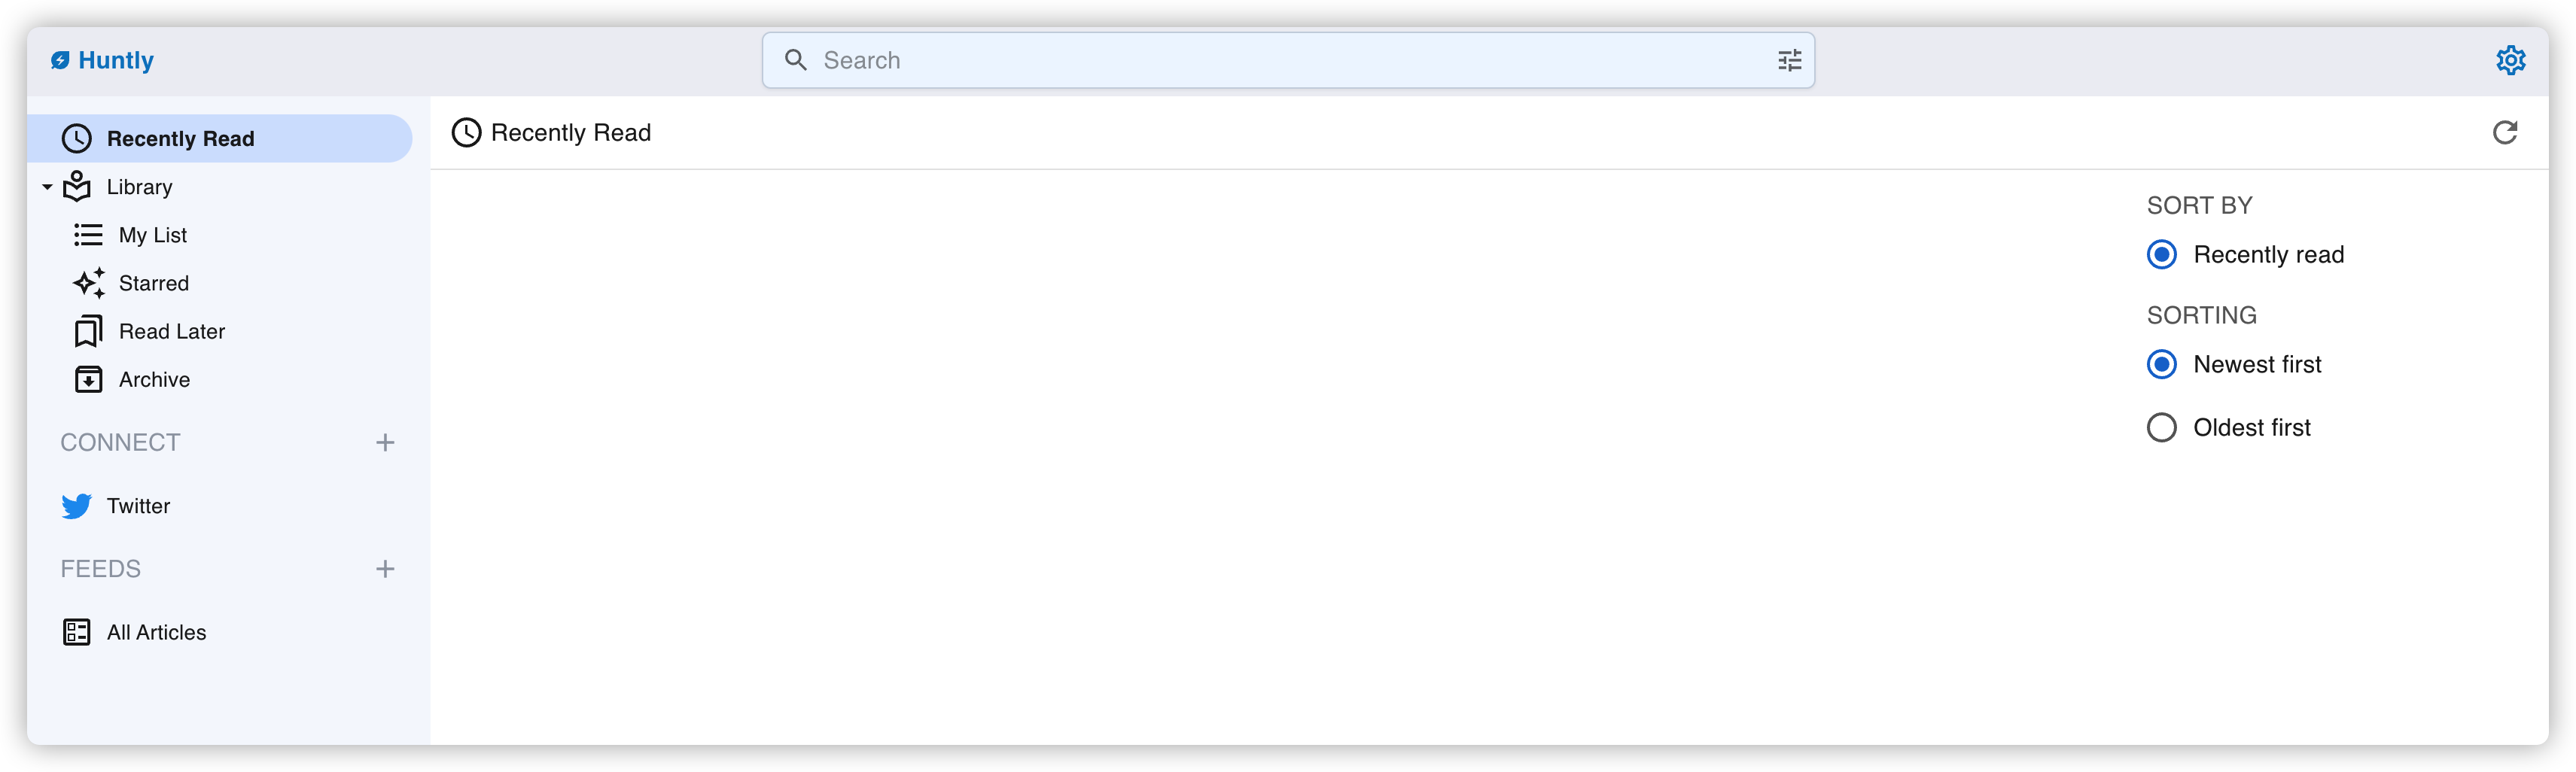 Huntly
Search
Recently Read
Library
My List
Starred
Read Later
Archive
CONNECT
Twitter
FEEDS
All Articles
Recently Read
SORT BY
Recently read
SORTING
Newest first
Oldest first